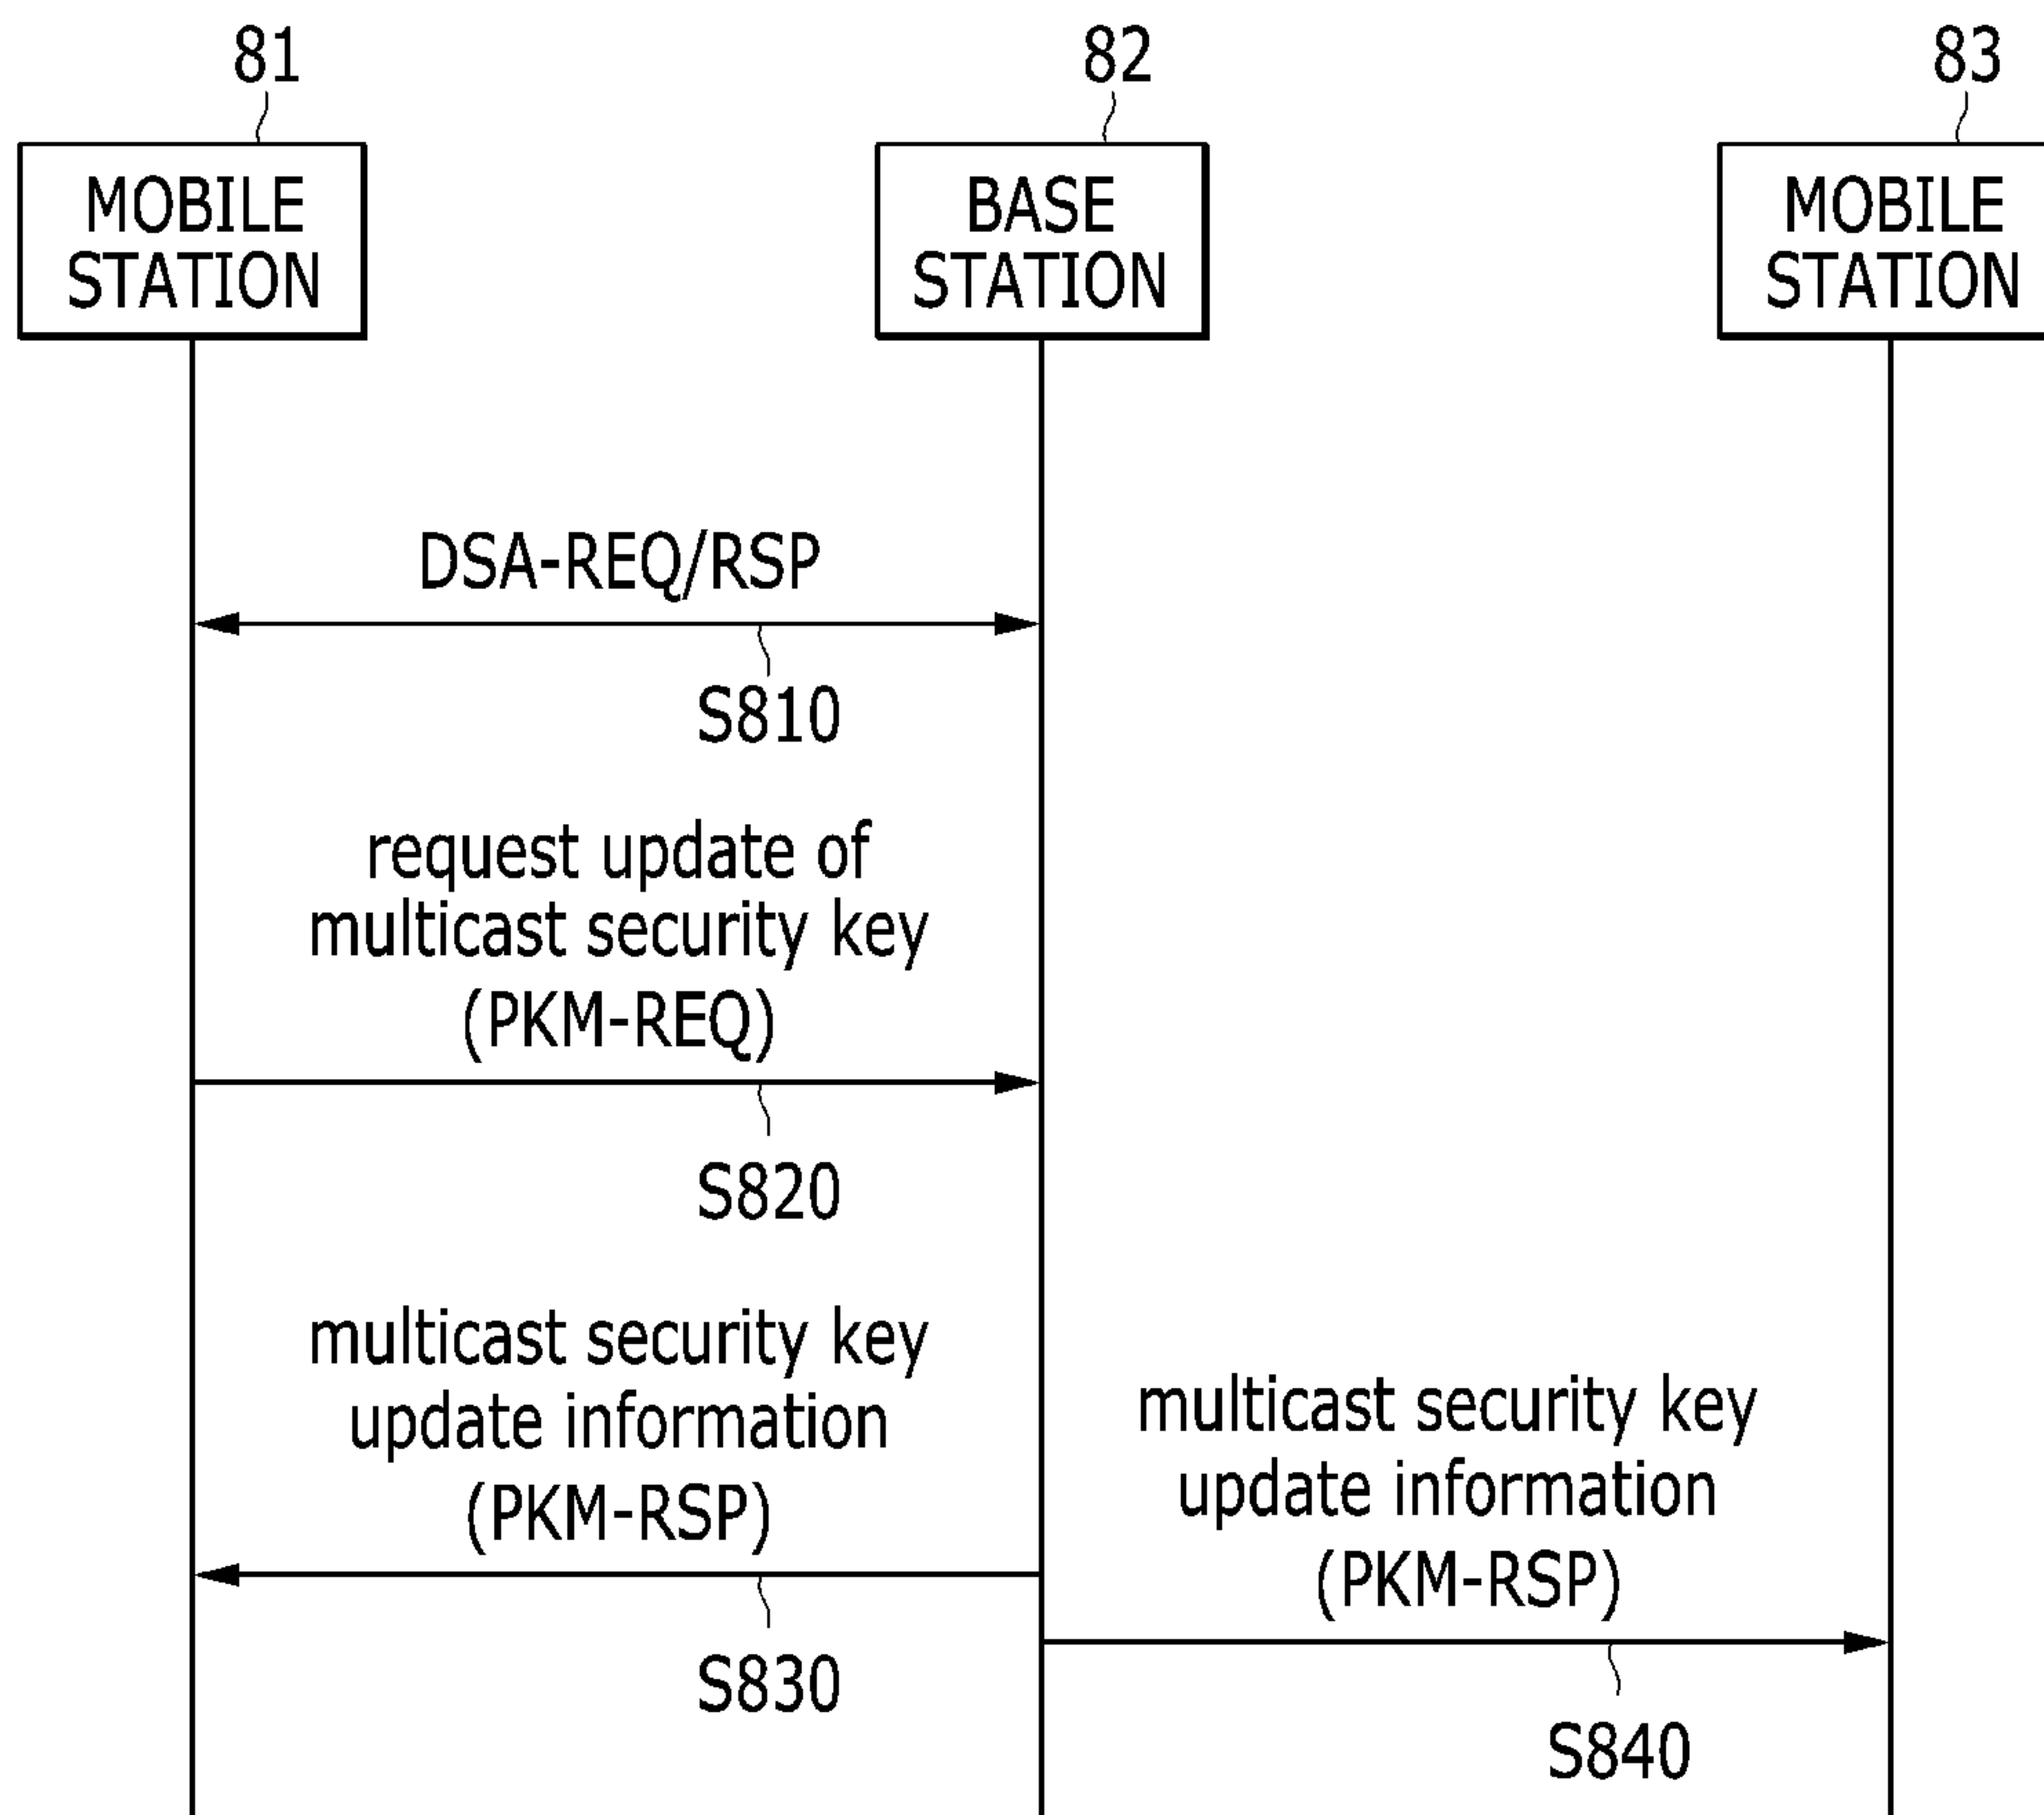 81
82
83
MOBILE
STATION
BASE
STATION
MOBILE
STATION
DSA-REQ/RSP
S810
request update of
multicast security key
(PKM-REQ)
S820
multicast security key
update information
(PKM-RSP)
S830
multicast security key
update information
(PKM-RSP)
S840